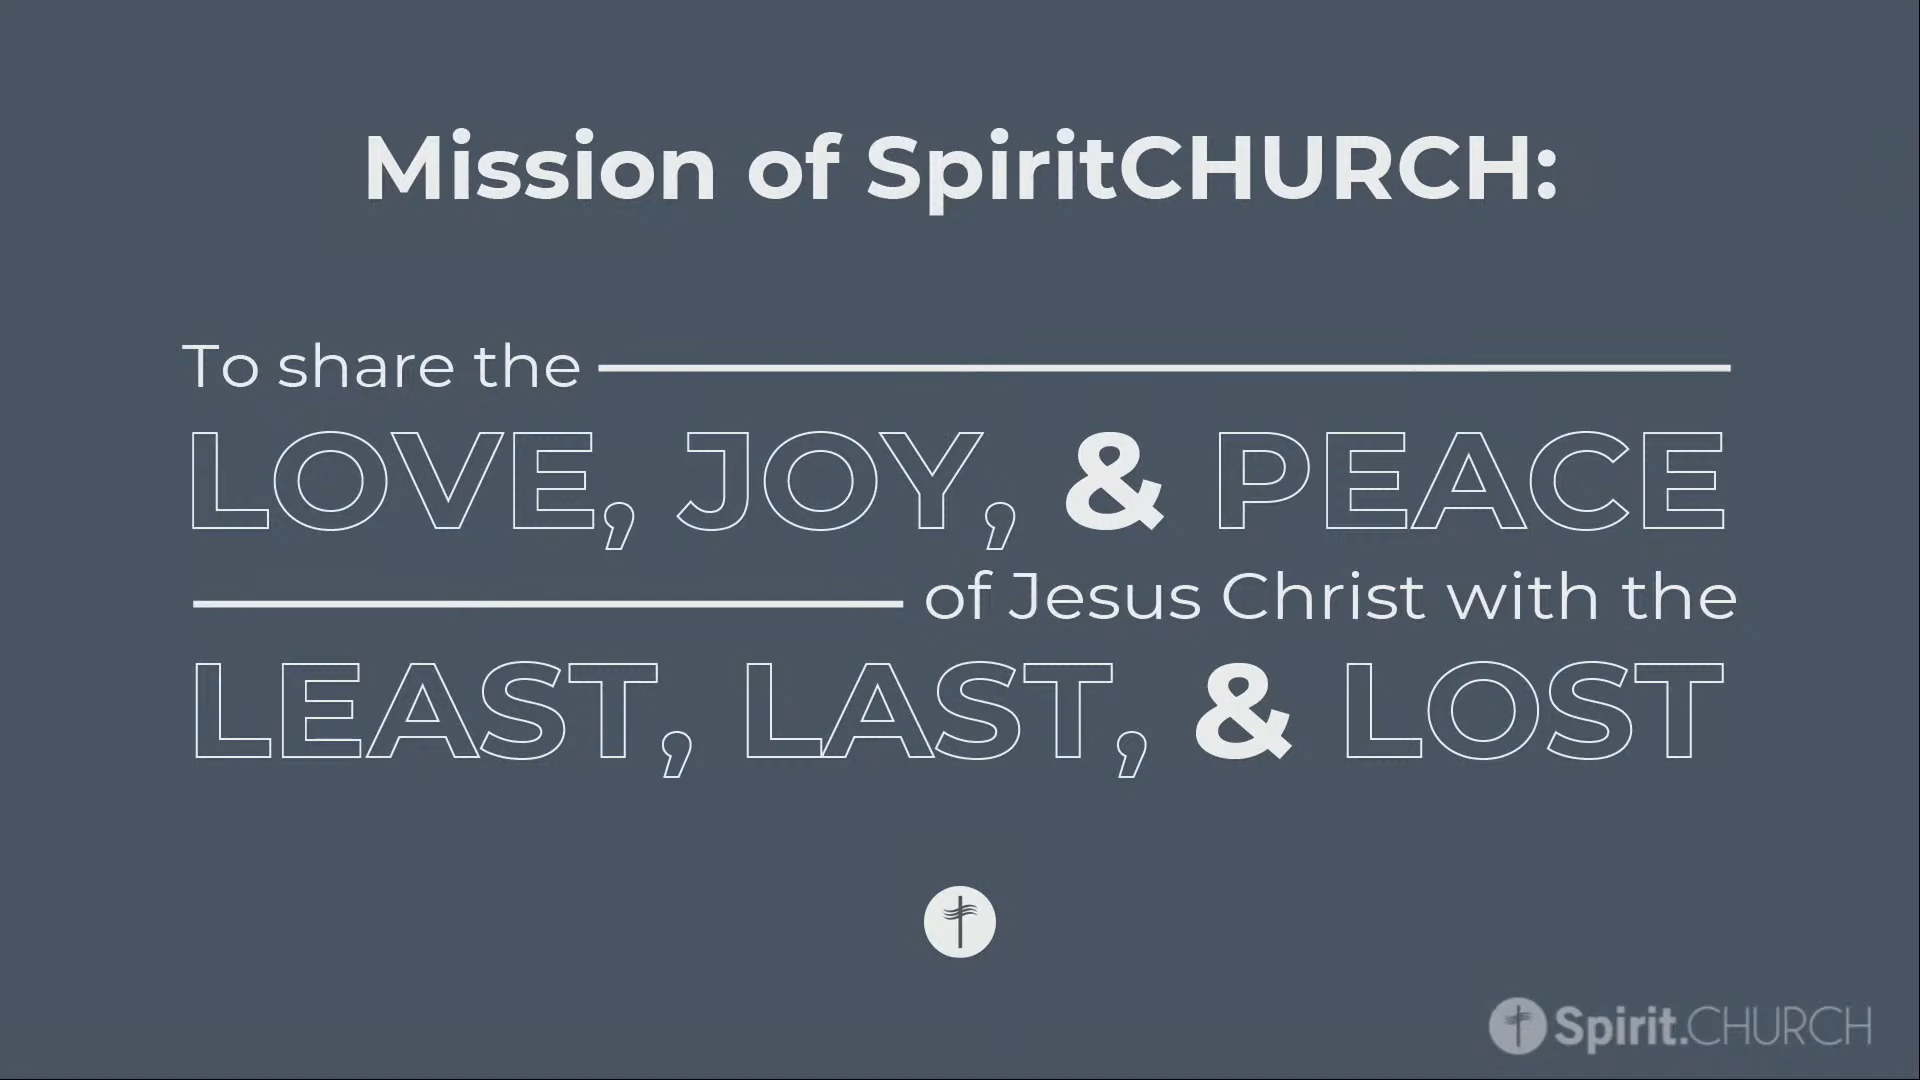 Mission of SpiritCHURCH:
To share the
LOVE, JOY, & PEACE
of Jesus Christ with the
LEAST, LAST, & LOST
Spirit.CHURCH